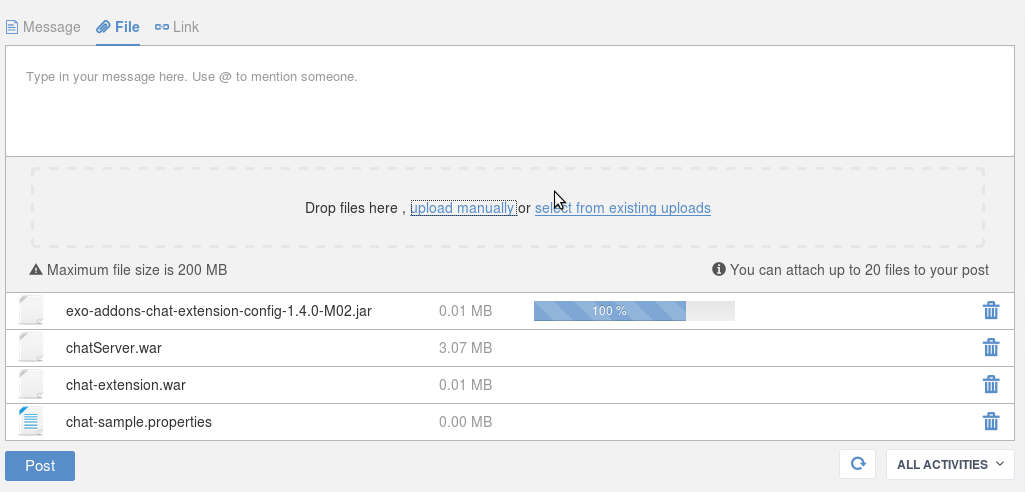 Message File Link
Type in your message here. Use @ to mention someone.
Drop files here , upload manually or select from existing uploads
Maximum file size is 200 MB You can attach up to 20 files to your post
exo-addons-chat-extension-config-1.4.0-M02.jar 0.01 MB 100 %
chatServer.war 3.07 MB
chat-extension.war 0.01 MB
chat-sample.properties 0.00 MB
Post ALL ACTIVITIES